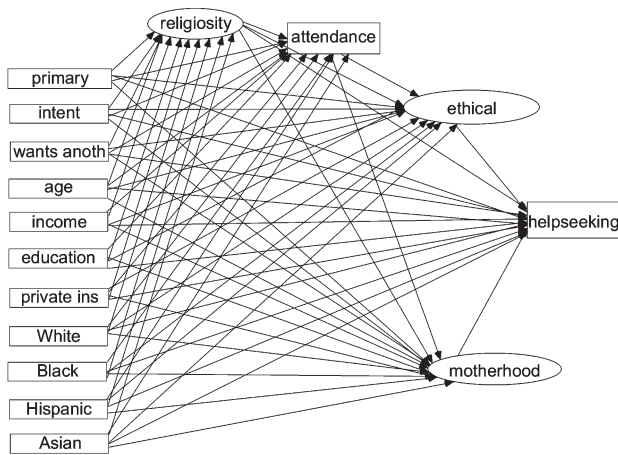 religiosity
attendance
primary
ethical
intent
wants anoth
age
income
helpseeking
education
private ins
White
Black
motherhood
Hispanic
Asian